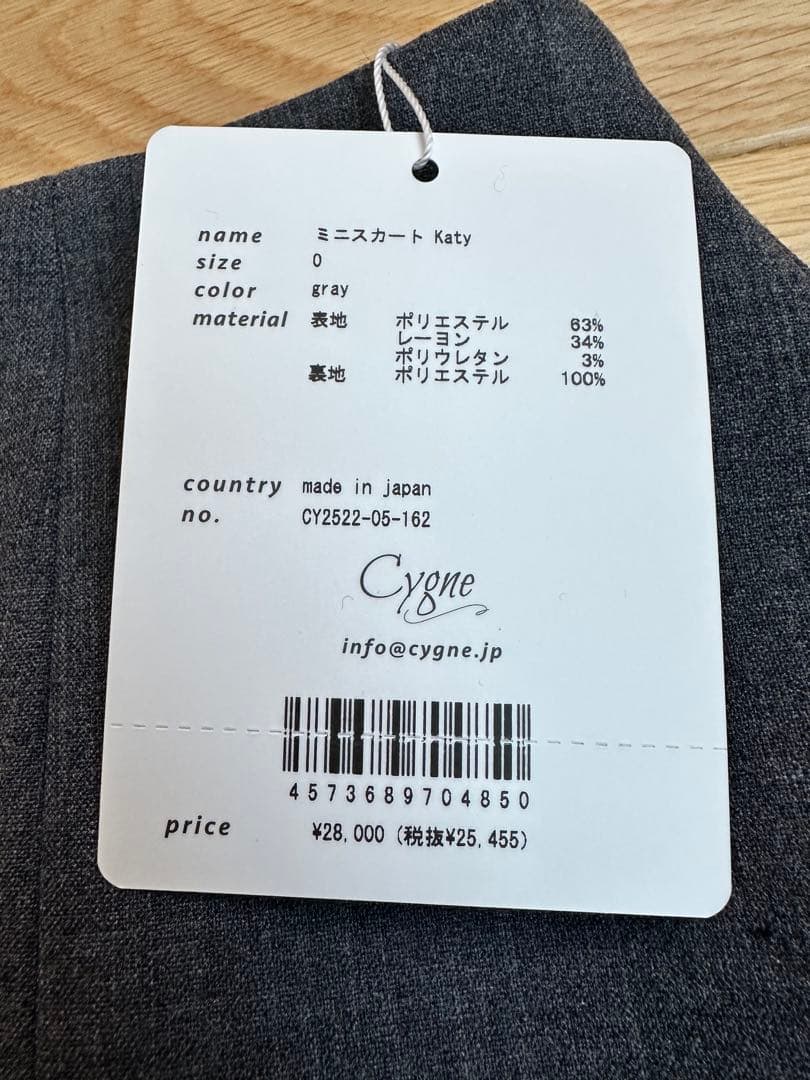 name ミニスカート Katy
size 0
color gray
material 表地 ポリエステル 63%
レーヨン 34%
ポリウレタン 3%
裏地 ポリエステル 100%
country made in japan
no. CY2522-05-162
Cygne
info@cygne.jp
4573689704850
price ¥28,000 (税抜¥25,455)